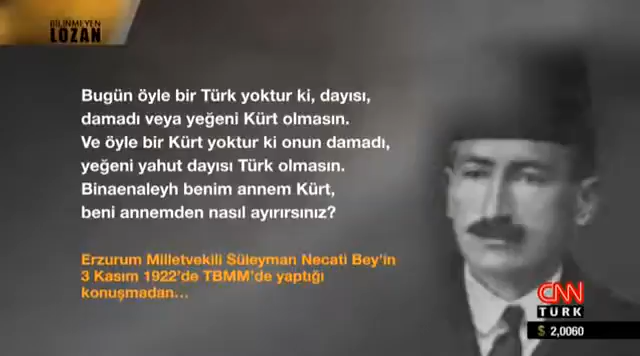 BİLİNMEYEN
LOZAN
Bugün öyle bir Türk yoktur ki, dayısı,
damadı veya yeğeni Kürt olmasın.
Ve öyle bir Kürt yoktur ki onun damadı,
yeğeni yahut dayısı Türk olmasın.
Binaenaleyh benim annem Kürt,
beni annemden nasıl ayırırsınız?
Erzurum Milletvekili Süleyman Necati Bey'in
3 Kasım 1922'de TBMM'de yaptığı
konuşmadan...
CNN
TÜRK
$ 2,0060